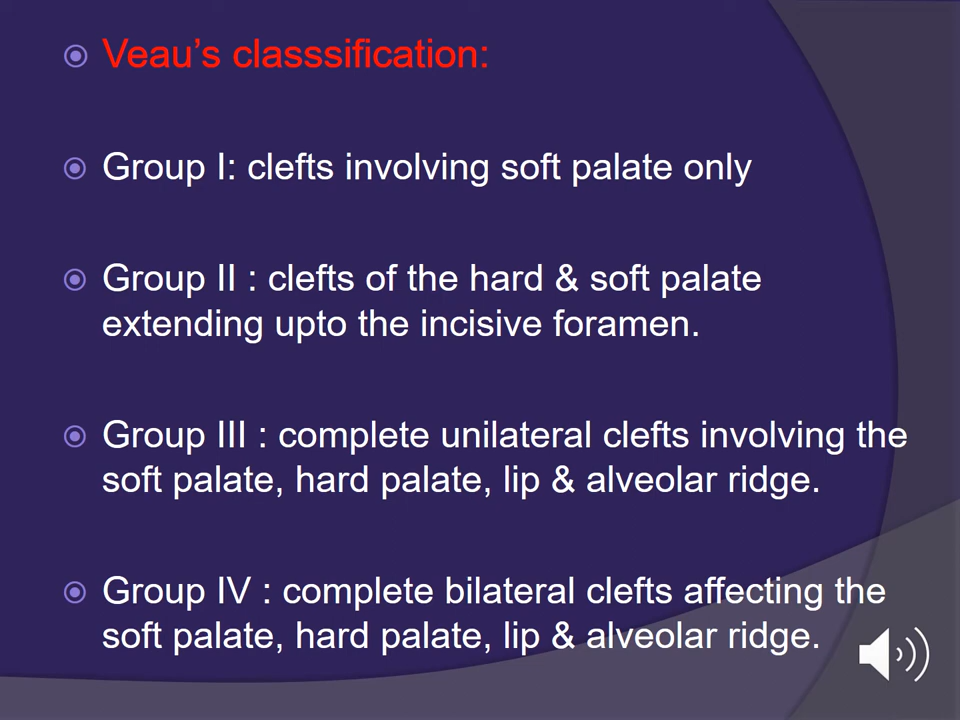 Veau's classsification:
Group I: clefts involving soft palate only
Group II : clefts of the hard & soft palate
extending upto the incisive foramen.
Group III : complete unilateral clefts involving the
soft palate, hard palate, lip & alveolar ridge.
Group IV : complete bilateral clefts affecting the
soft palate, hard palate, lip & alveolar ridge.